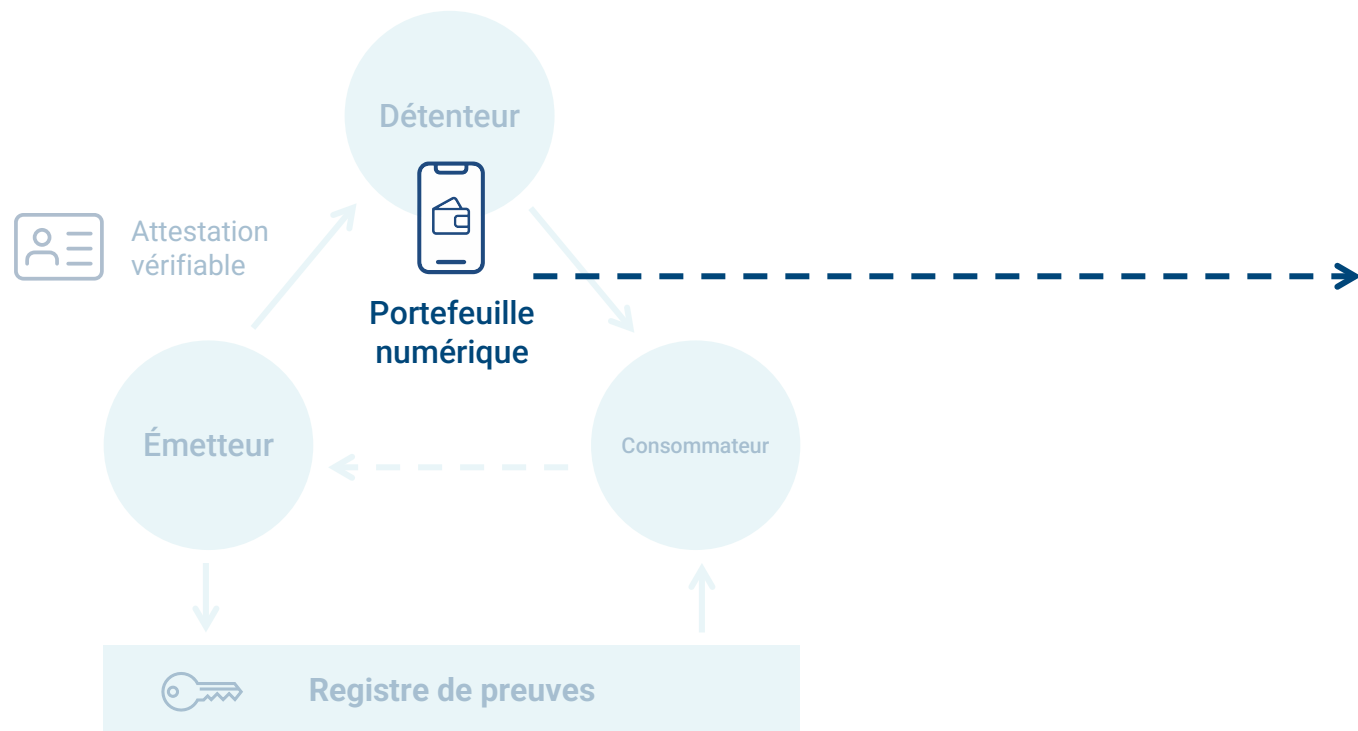 Détenteur
Attestation
vérifiable
Portefeuille
numérique
Émetteur
Consommateur
Registre de preuves